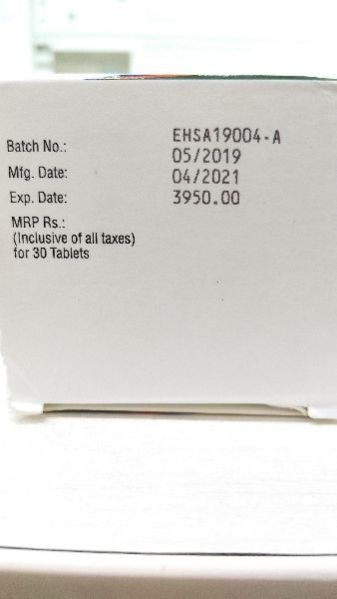 Batch No.: EHSA19004-A
Mfg. Date: 05/2019
Exp. Date: 04/2021
MRP Rs.: 3950.00
(Inclusive of all taxes)
for 30 Tablets